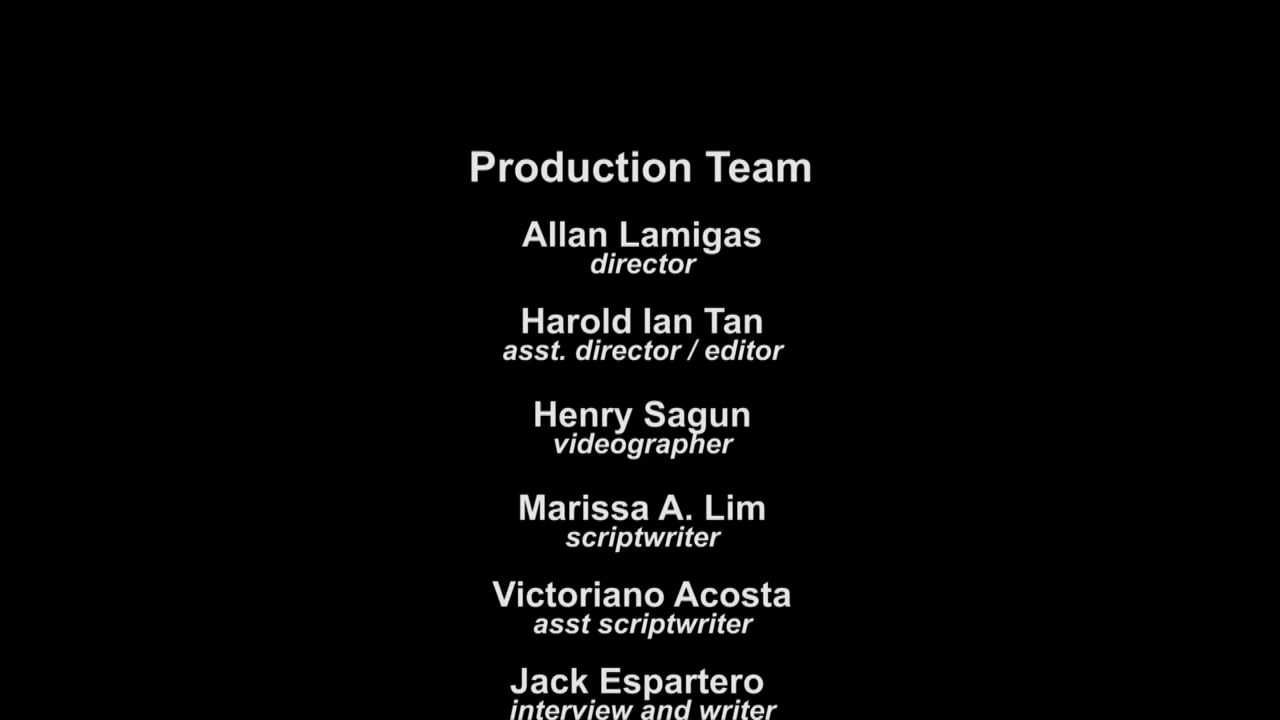 Production Team
Allan Lamigas
director
Harold Ian Tan
asst. director / editor
Henry Sagun
videographer
Marissa A. Lim
scriptwriter
Victoriano Acosta
asst scriptwriter
Jack Espartero
interview and writer